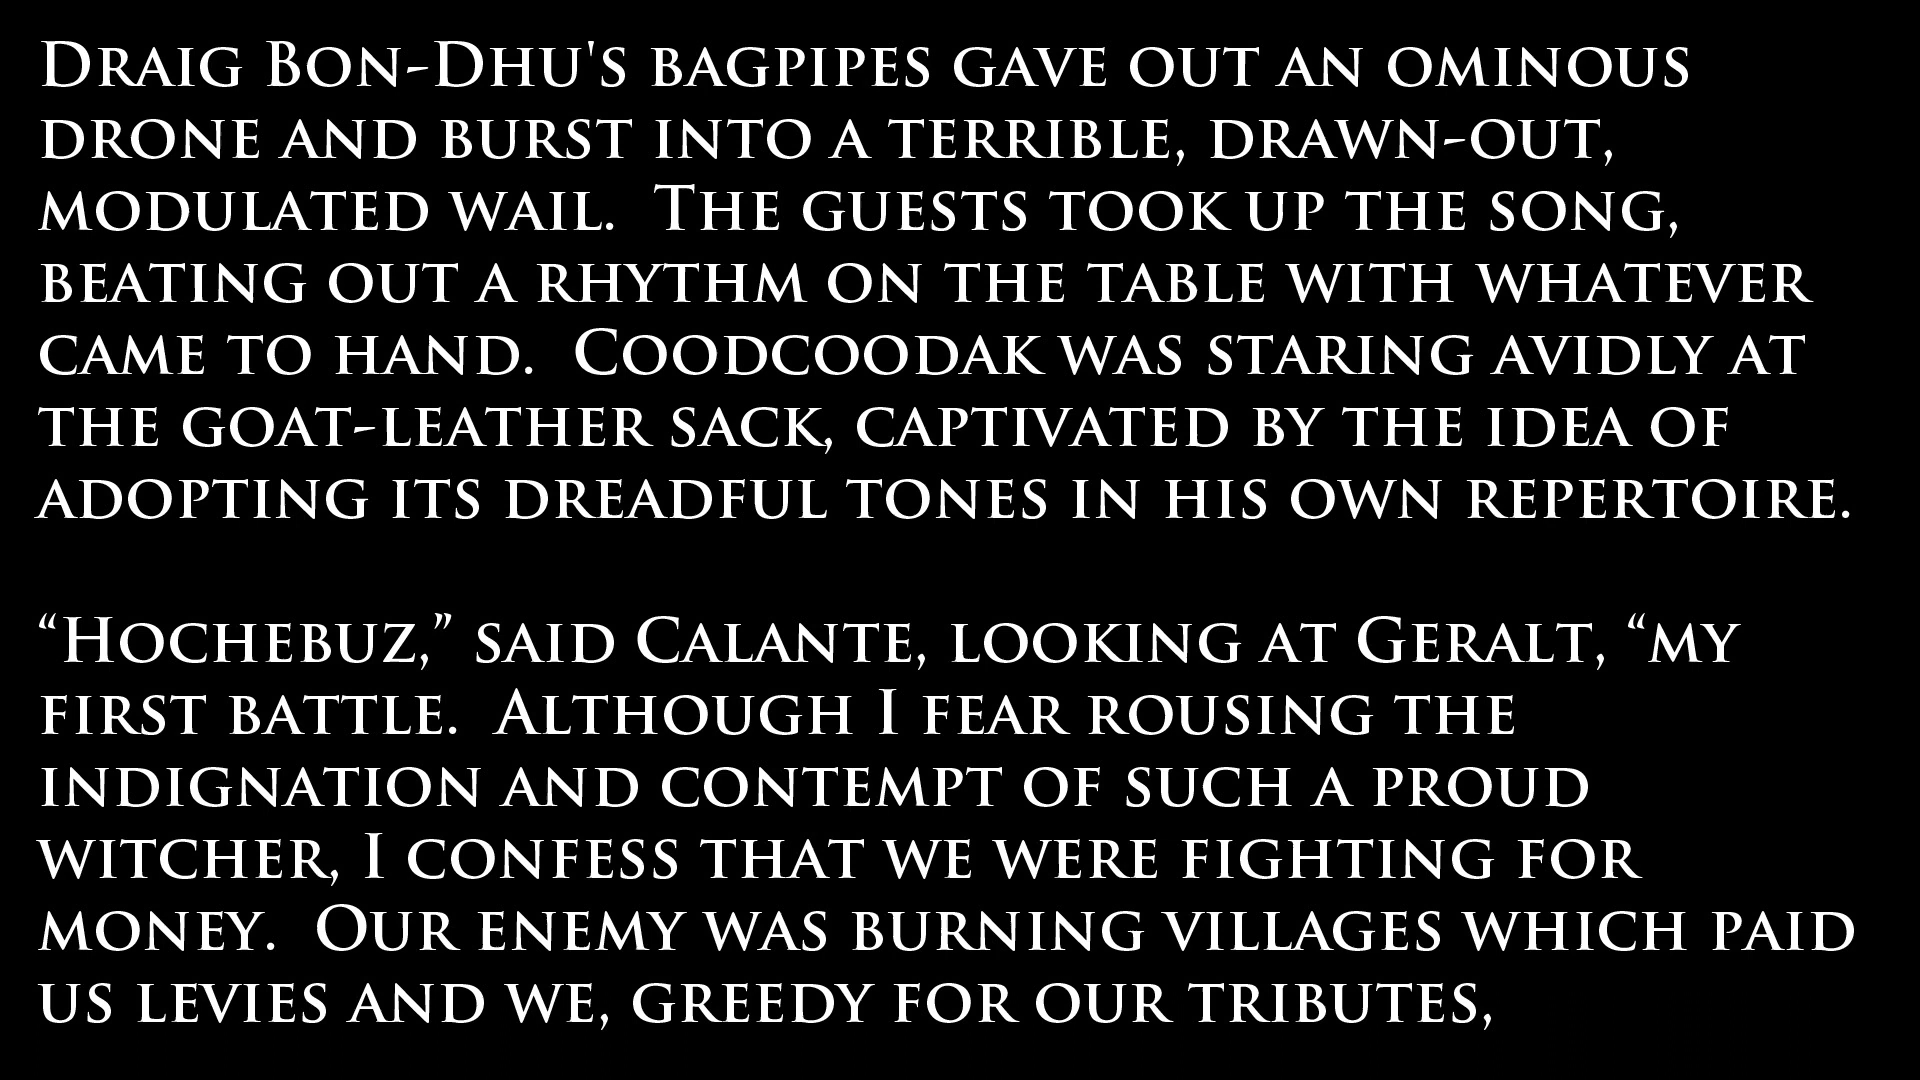 Draig Bon-Dhu's bagpipes gave out an ominous
drone and burst into a terrible, drawn-out,
modulated wail.  The guests took up the song,
beating out a rhythm on the table with whatever
came to hand.  Coodcoodak was staring avidly at
the goat-leather sack, captivated by the idea of
adopting its dreadful tones in his own repertoire.

“Hochebuz,” said Calante, looking at Geralt, “my
first battle.  Although I fear rousing the
indignation and contempt of such a proud
witcher, I confess that we were fighting for
money.  Our enemy was burning villages which paid
us levies and we, greedy for our tributes,